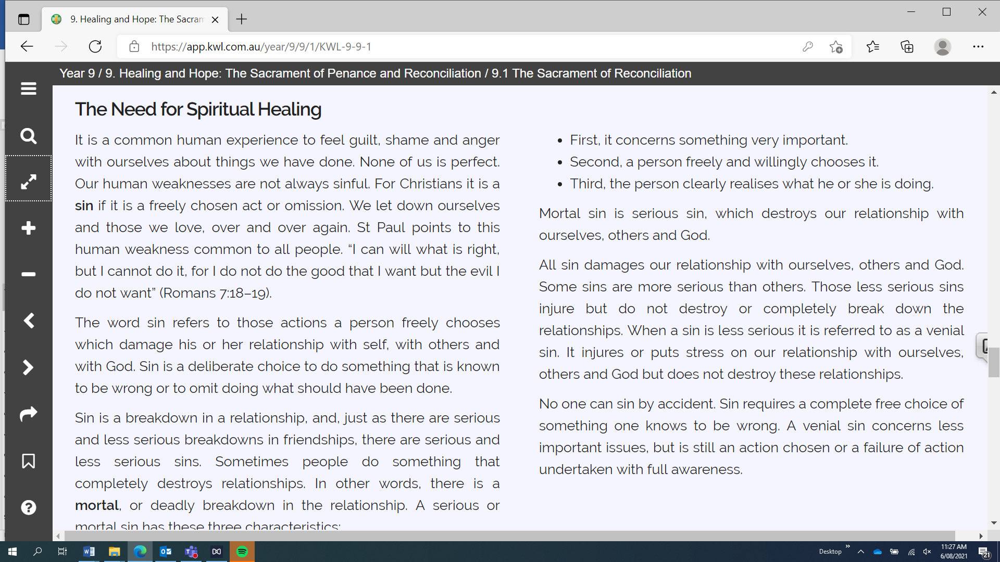 9. Healing and Hope: The Sacram
https://app.kwl.com.au/year/9/9/1/KWL-9-9-1
Year 9 / 9. Healing and Hope: The Sacrament of Penance and Reconciliation / 9.1 The Sacrament of Reconciliation
The Need for Spiritual Healing
It is a common human experience to feel guilt, shame and anger
with ourselves about things we have done. None of us is perfect.
Our human weaknesses are not always sinful. For Christians it is a
sin if it is a freely chosen act or omission. We let down ourselves
and those we love, over and over again. St Paul points to this
human weakness common to all people. “I can will what is right,
but I cannot do it, for I do not do the good that I want but the evil I
do not want” (Romans 7:18–19).
The word sin refers to those actions a person freely chooses
which damage his or her relationship with self, with others and
with God. Sin is a deliberate choice to do something that is known
to be wrong or to omit doing what should have been done.
Sin is a breakdown in a relationship, and, just as there are serious
and less serious breakdowns in friendships, there are serious and
less serious sins. Sometimes people do something that
completely destroys relationships. In other words, there is a
mortal, or deadly breakdown in the relationship. A serious or
mortal sin has these three characteristics:
• First, it concerns something very important.
• Second, a person freely and willingly chooses it.
• Third, the person clearly realises what he or she is doing.
Mortal sin is serious sin, which destroys our relationship with
ourselves, others and God.
All sin damages our relationship with ourselves, others and God.
Some sins are more serious than others. Those less serious sins
injure but do not destroy or completely break down the
relationships. When a sin is less serious it is referred to as a venial
sin. It injures or puts stress on our relationship with ourselves,
others and God but does not destroy these relationships.
No one can sin by accident. Sin requires a complete free choice of
something one knows to be wrong. A venial sin concerns less
important issues, but is still an action chosen or a failure of action
undertaken with full awareness.
Desktop
11:27 AM
6/08/2021
21